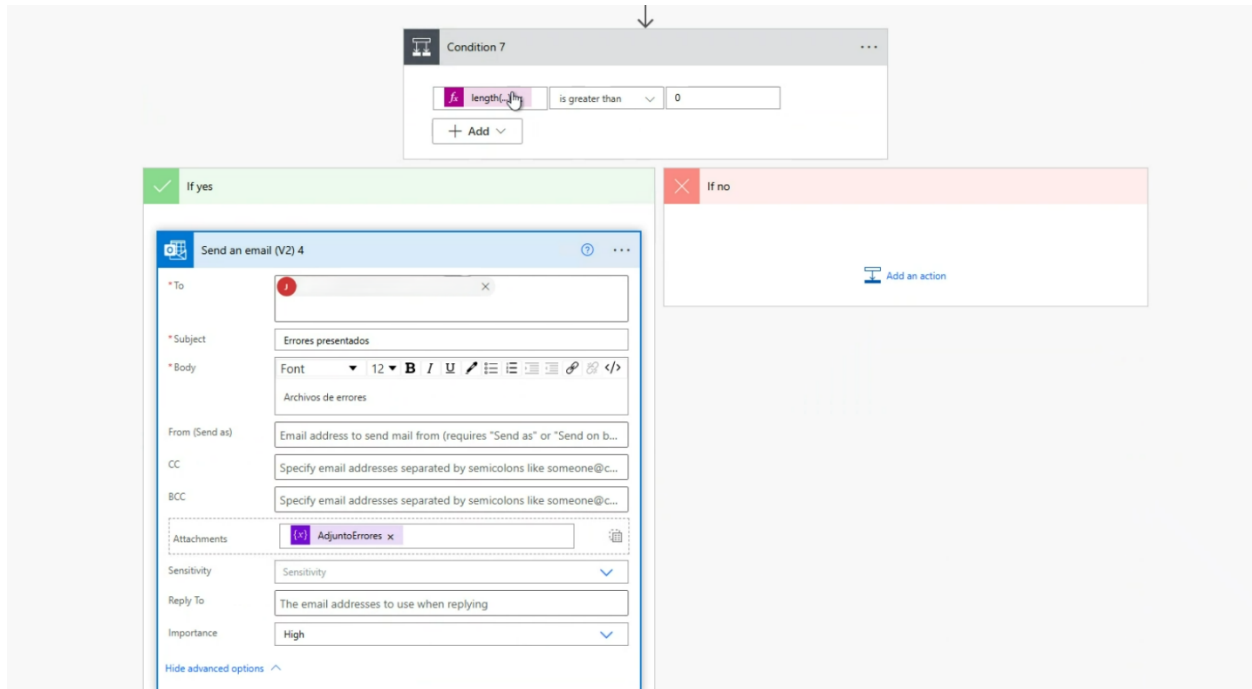 Condition 7
fx length(...)
is greater than
0
Add
If yes
If no
Send an email (V2) 4
Add an action
* To
J
* Subject
Errores presentados
* Body
Font
12
B I U </>
Archivos de errores
From (Send as)
Email address to send mail from (requires "Send as" or "Send on b...
CC
Specify email addresses separated by semicolons like someone@c...
BCC
Specify email addresses separated by semicolons like someone@c...
Attachments
{x} AdjuntoErrores
Sensitivity
Sensitivity
Reply To
The email addresses to use when replying
Importance
High
Hide advanced options